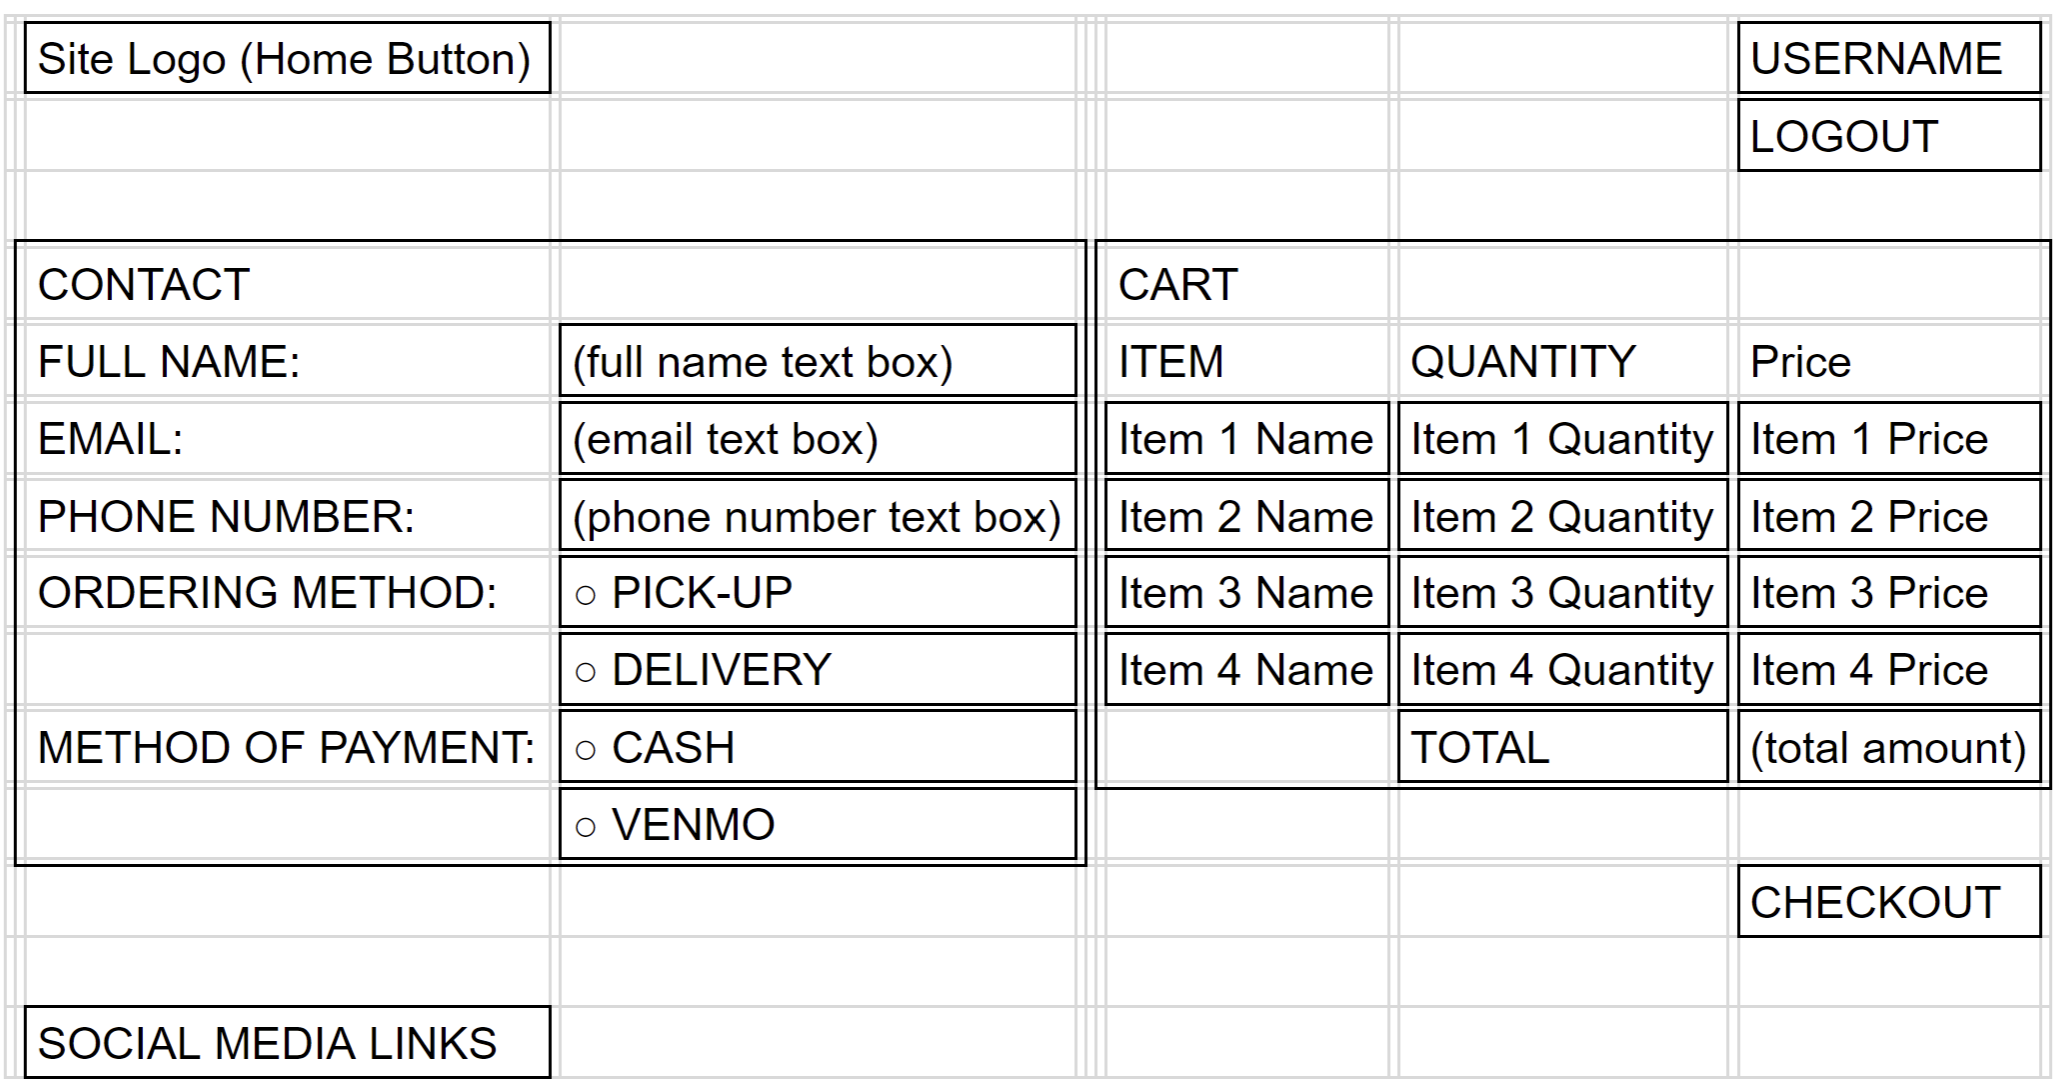 Site Logo (Home Button) USERNAME
LOGOUT
CONTACT CART
FULL NAME: (full name text box) ITEM QUANTITY Price
EMAIL: (email text box) Item 1 Name Item 1 Quantity Item 1 Price
PHONE NUMBER: (phone number text box) Item 2 Name Item 2 Quantity Item 2 Price
ORDERING METHOD: ○ PICK-UP Item 3 Name Item 3 Quantity Item 3 Price
○ DELIVERY Item 4 Name Item 4 Quantity Item 4 Price
METHOD OF PAYMENT: ○ CASH TOTAL (total amount)
○ VENMO
CHECKOUT
SOCIAL MEDIA LINKS